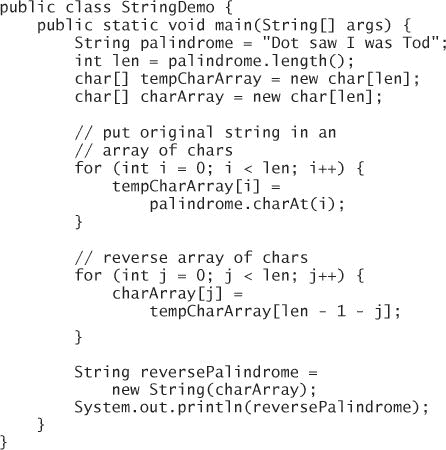 public class StringDemo {
    public static void main(String[] args) {
        String palindrome = "Dot saw I was Tod";
        int len = palindrome.length();
        char[] tempCharArray = new char[len];
        char[] charArray = new char[len];

        // put original string in an
        // array of chars
        for (int i = 0; i < len; i++) {
            tempCharArray[i] =
                palindrome.charAt(i);
        }

        // reverse array of chars
        for (int j = 0; j < len; j++) {
            charArray[j] =
                tempCharArray[len - 1 - j];
        }

        String reversePalindrome =
            new String(charArray);
        System.out.println(reversePalindrome);
    }
}